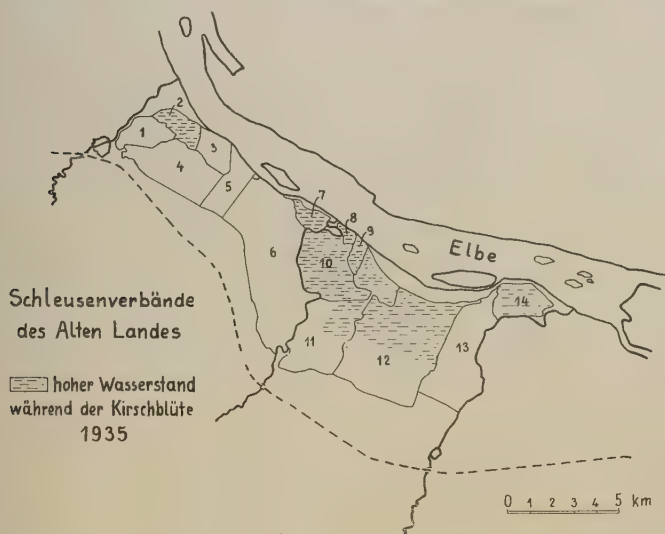 2
1
3
4
5
7
8
9
Elbe
6
10
14
11
12
13
Schleusenverbände
des Alten Landes
hoher Wasserstand
während der Kirschblüte
1935
0 1 2 3 4 5 km